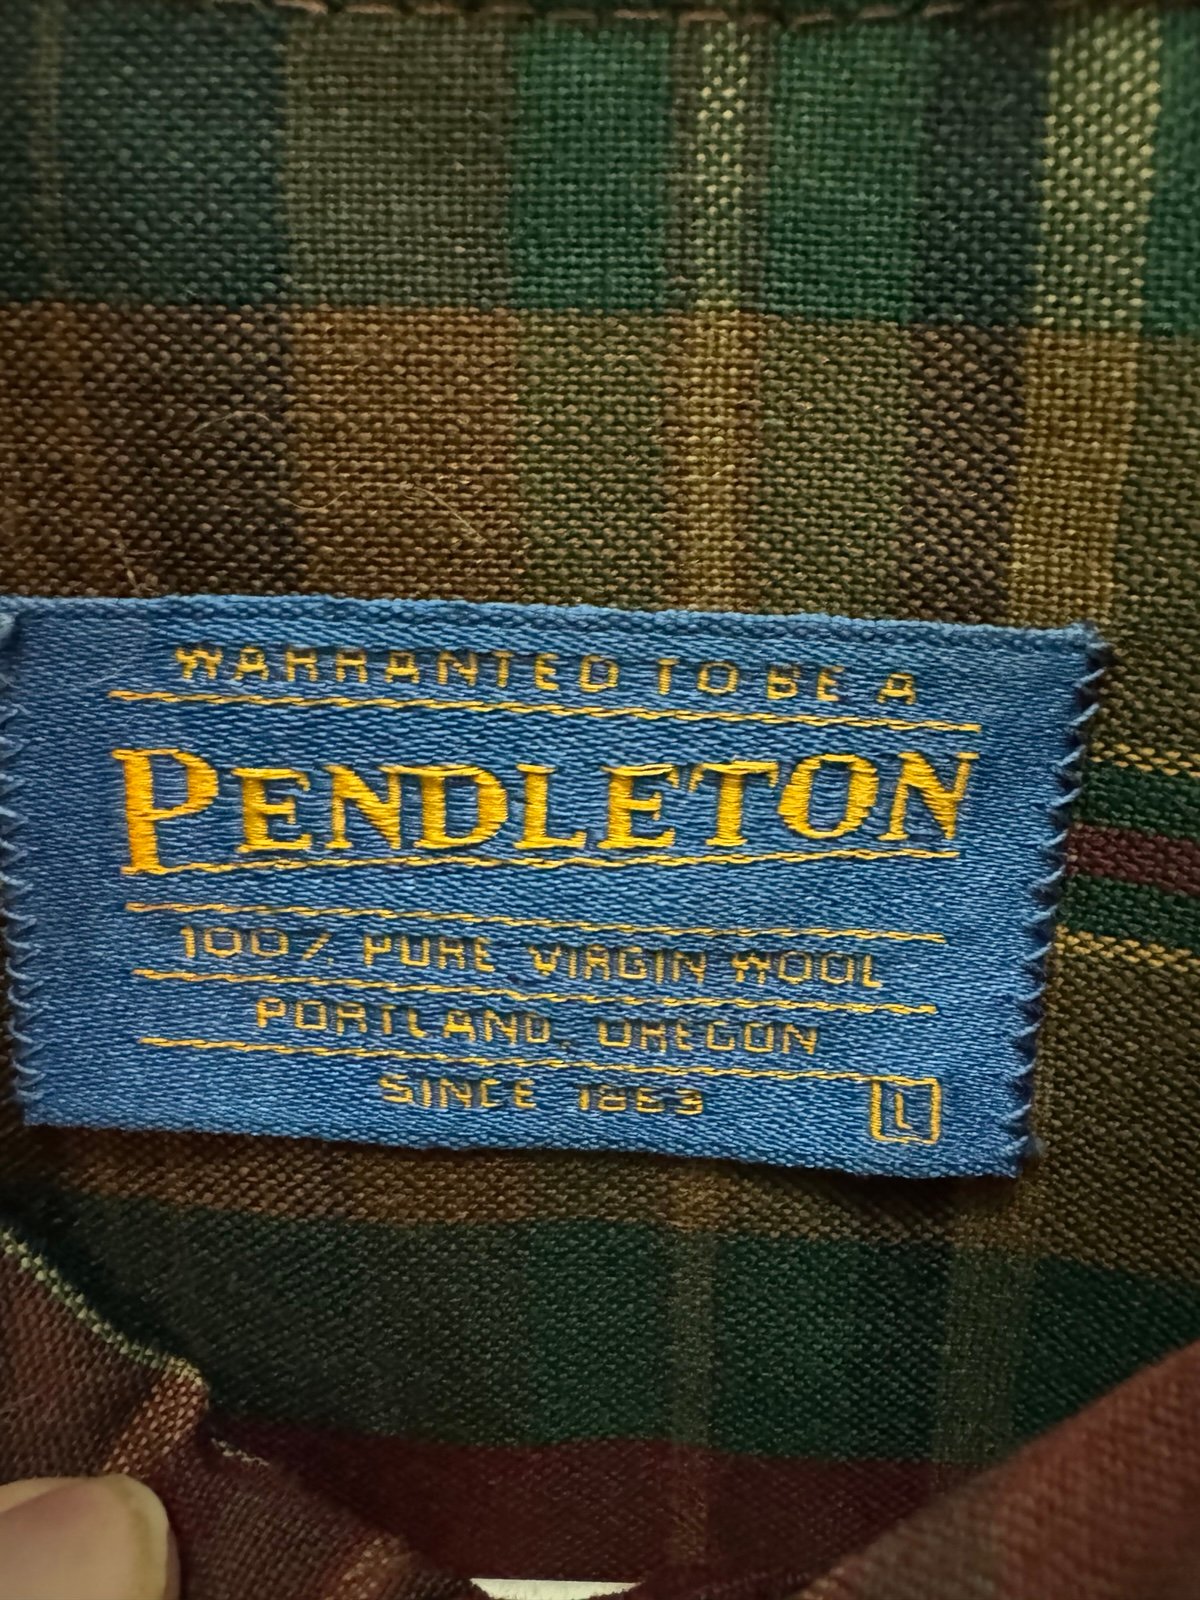 WARRANTED TO BE A
PENDLETON
100% PURE VIRGIN WOOL
PORTLAND, OREGON
SINCE 1863
L